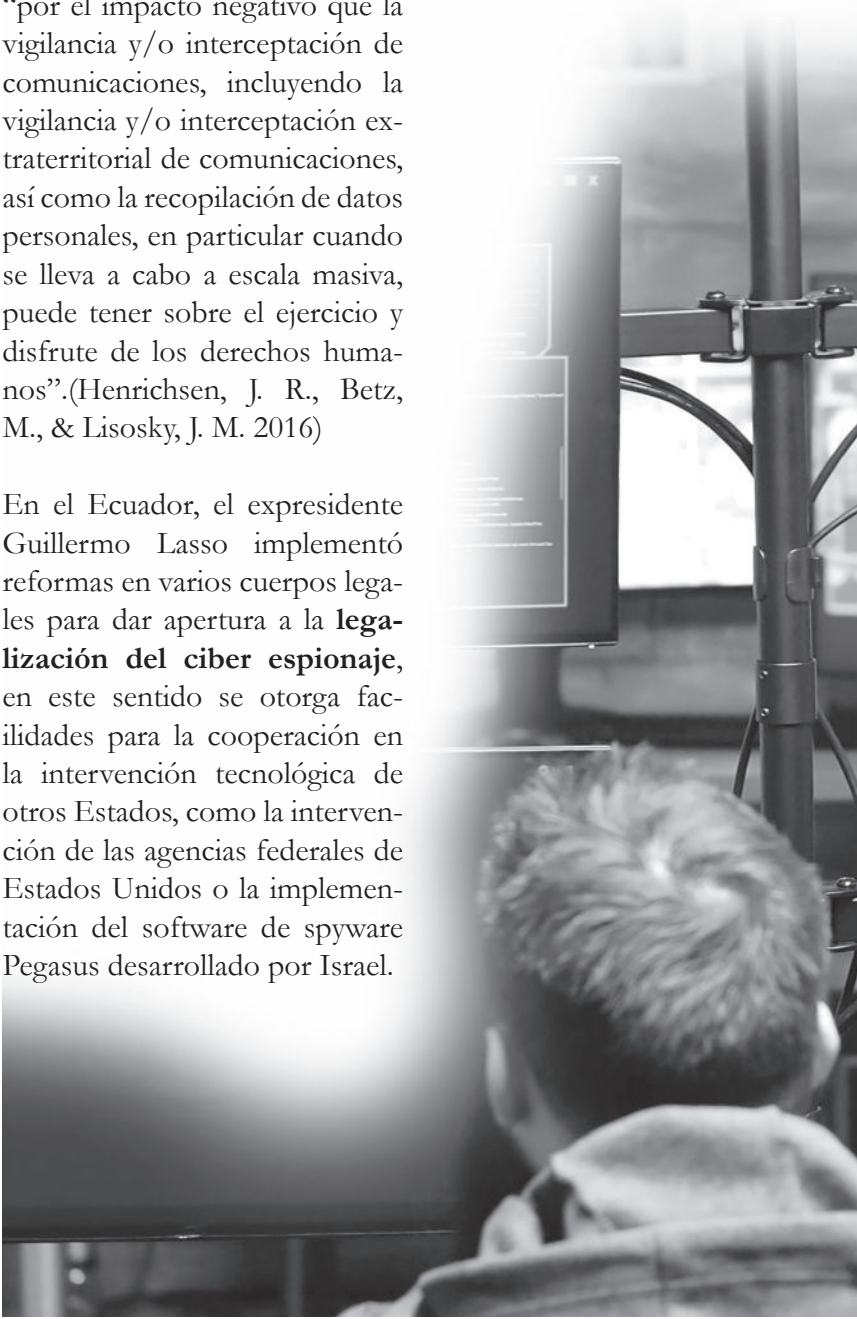 “por el impacto negativo que la
vigilancia y/o interceptación de
comunicaciones, incluyendo la
vigilancia y/o interceptación ex-
traterritorial de comunicaciones,
así como la recopilación de datos
personales, en particular cuando
se lleva a cabo a escala masiva,
puede tener sobre el ejercicio y
disfrute de los derechos huma-
nos”.(Henrichsen, J. R., Betz,
M., & Lisosky, J. M. 2016)
En el Ecuador, el expresidente
Guillermo Lasso implementó
reformas en varios cuerpos lega-
les para dar apertura a la lega-
lización del ciber espionaje,
en este sentido se otorga fac-
ilidades para la cooperación en
la intervención tecnológica de
otros Estados, como la interven-
ción de las agencias federales de
Estados Unidos o la implemen-
tación del software de spyware
Pegasus desarrollado por Israel.